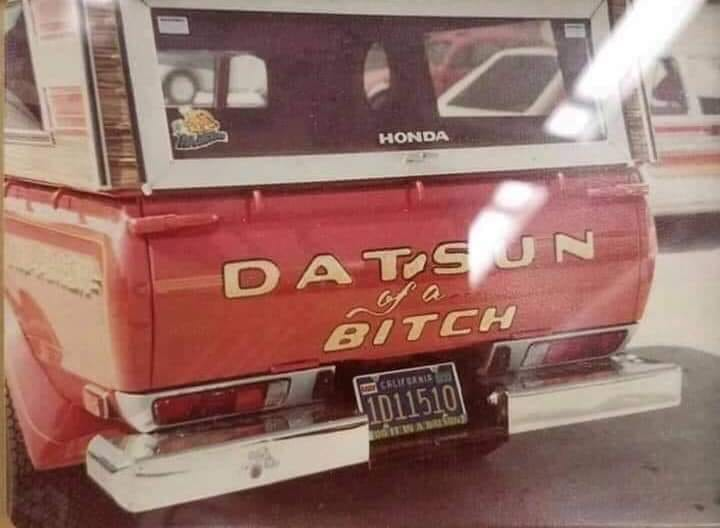 HONDA
DATSUN
of a
BITCH
CALIFORNIA
1D11510